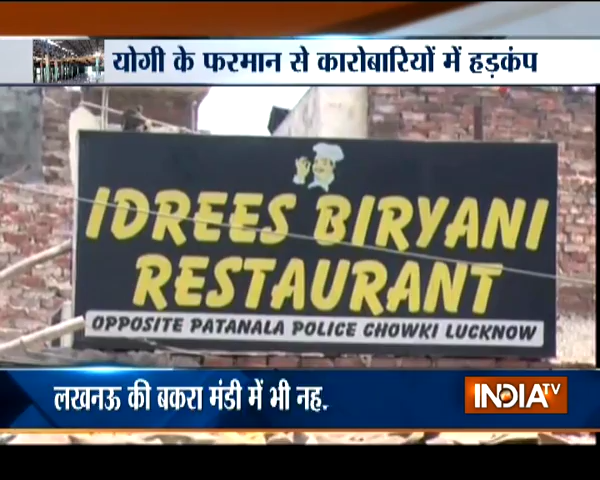 योगी के फरमान से कारोबारियों में हड़कंप
IDREES BIRYANI
RESTAURANT
OPPOSITE PATANALA POLICE CHOWKI LUCKNOW
लखनऊ की बकरा मंडी में भी नह.
INDIA TV